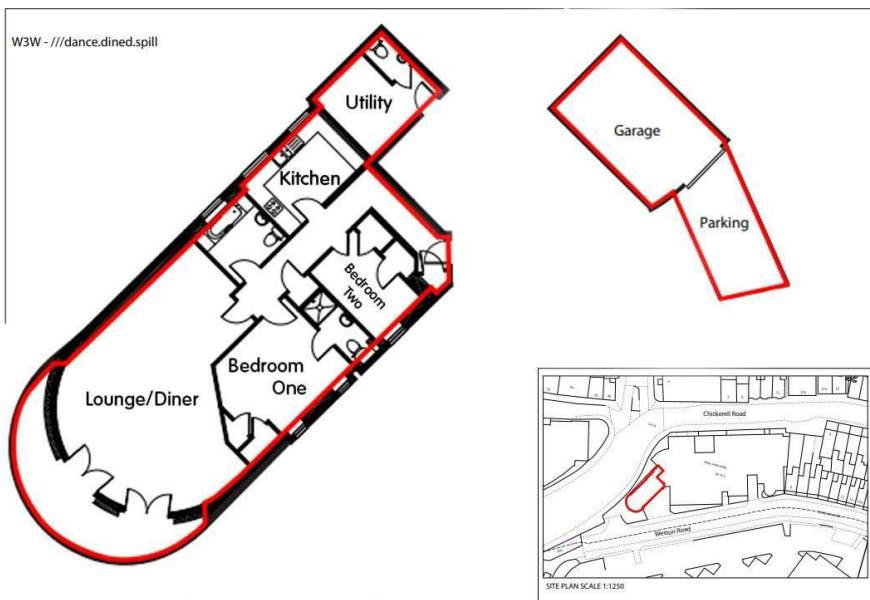 W3W - ///dance.dined.spill
Utility
Kitchen
Bedroom
Two
Bedroom
One
Lounge/Diner
Garage
Parking
Chickerell Road
Weston Road
SITE PLAN SCALE 1:1250